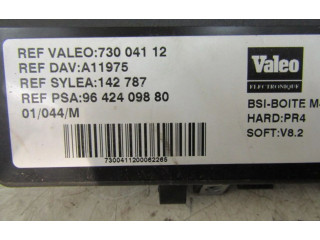 REF VALEO:730 041 12
REF DAV:A11975
REF SYLEA:142 787
REF PSA:96 424 098 80
01/044/M
Valeo
ELECTRONIQUE
BSI-BOITE M
HARD:PR4
SOFT:V8.2
7300411200062266